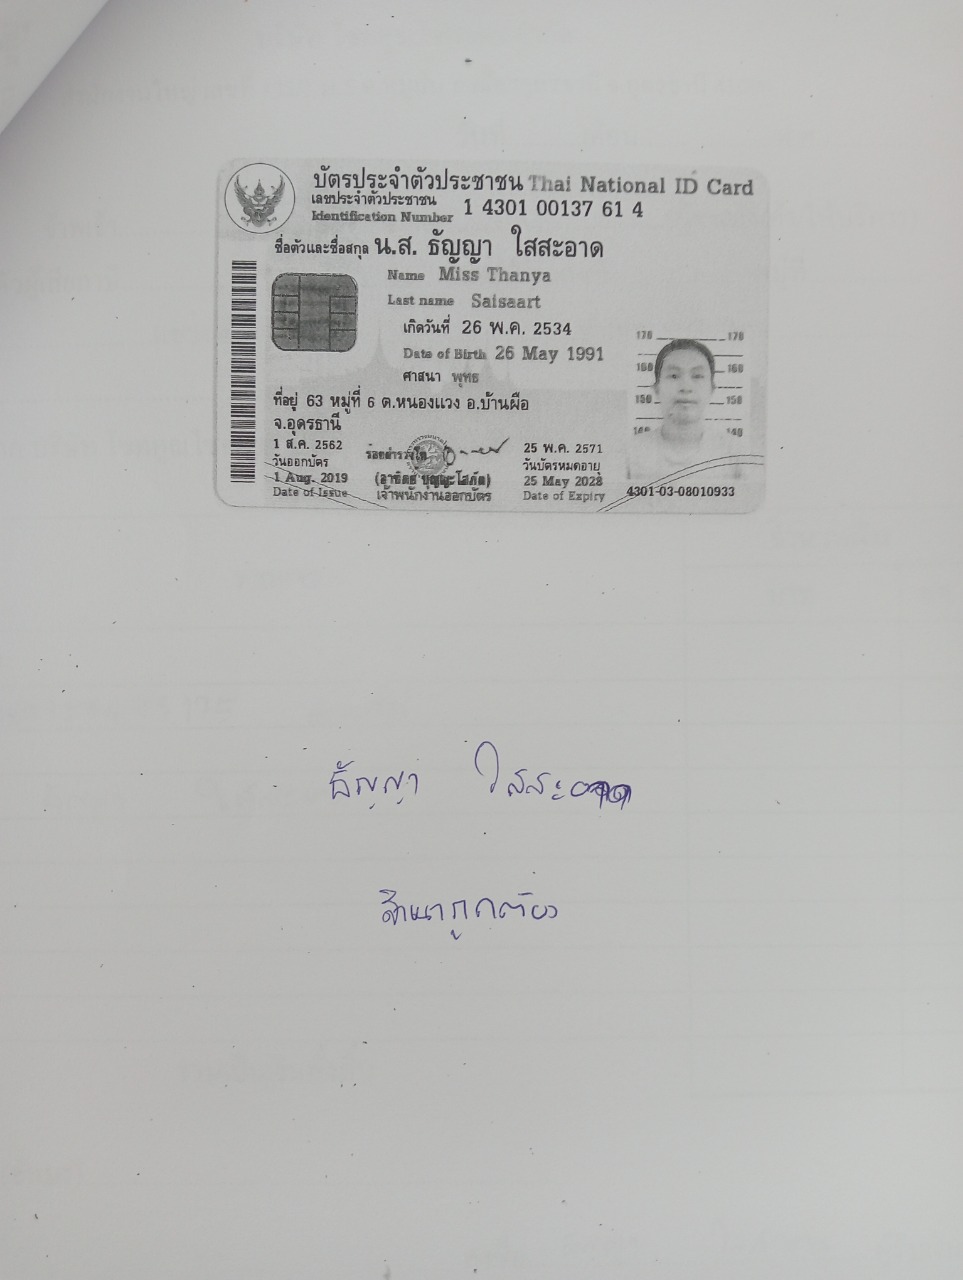 บัตรประจำตัวประชาชน Thai National ID Card
เลขประจำตัวประชาชน
Identification Number 1 4301 00137 61 4
ชื่อตัวและชื่อสกุล น.ส. ธัญญา ใสสะอาด
Name Miss Thanya
Last name Saisaart
เกิดวันที่ 26 พ.ค. 2534
Date of Birth 26 May 1991
ศาสนา พุทธ
ที่อยู่ 63 หมู่ที่ 6 ต.หนองแวง อ.บ้านผือ
จ.อุดรธานี
1 ส.ค. 2562
วันออกบัตร
1 Aug. 2019
Date of Issue
เจ้าพนักงานออกบัตร
25 พ.ค. 2571
วันบัตรหมดอายุ
25 May 2028
Date of Expiry
170 170
160 160
150 150
140 140
4301-03-08010933
ธัญญา ใสสะอาด
สำเนาถูกต้อง